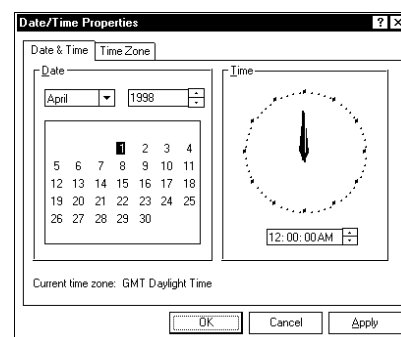 Date/Time Properties ? ×
Date & Time Time Zone
Date
April 1998
1 2 3 4
5 6 7 8 9 10 11
12 13 14 15 16 17 18
19 20 21 22 23 24 25
26 27 28 29 30
Time
12:00:00AM
Current time zone: GMT Daylight Time
OK Cancel Apply